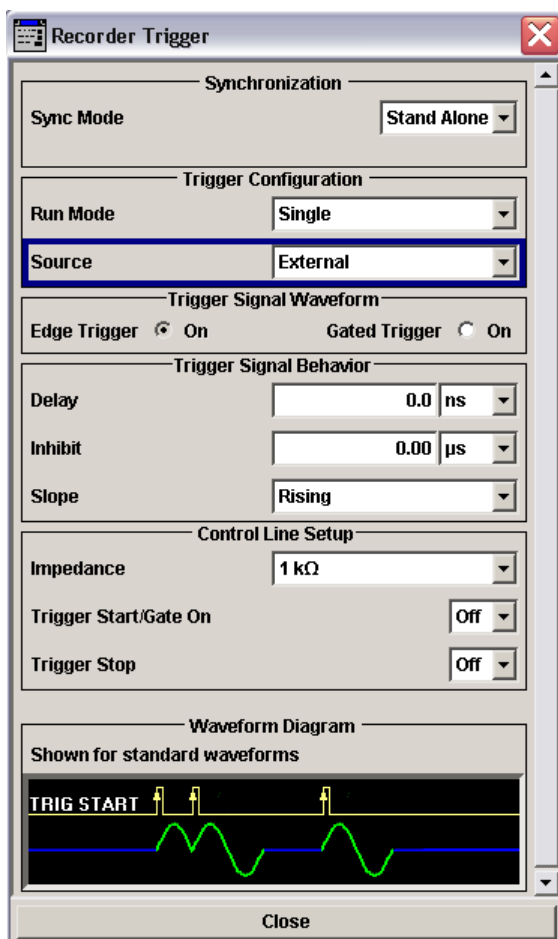 Recorder Trigger
Synchronization
Sync Mode Stand Alone
Trigger Configuration
Run Mode Single
Source External
Trigger Signal Waveform
Edge Trigger On Gated Trigger On
Trigger Signal Behavior
Delay 0.0 ns
Inhibit 0.00 µs
Slope Rising
Control Line Setup
Impedance 1 kΩ
Trigger Start/Gate On Off
Trigger Stop Off
Waveform Diagram
Shown for standard waveforms
TRIG START
Close